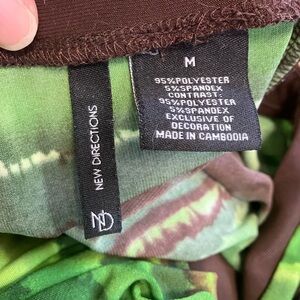 M
95%POLYESTER
5%SPANDEX
CONTRAST:
95%POLYESTER
5%SPANDEX
EXCLUSIVE OF
DECORATION
MADE IN CAMBODIA
NEW DIRECTIONS
ND